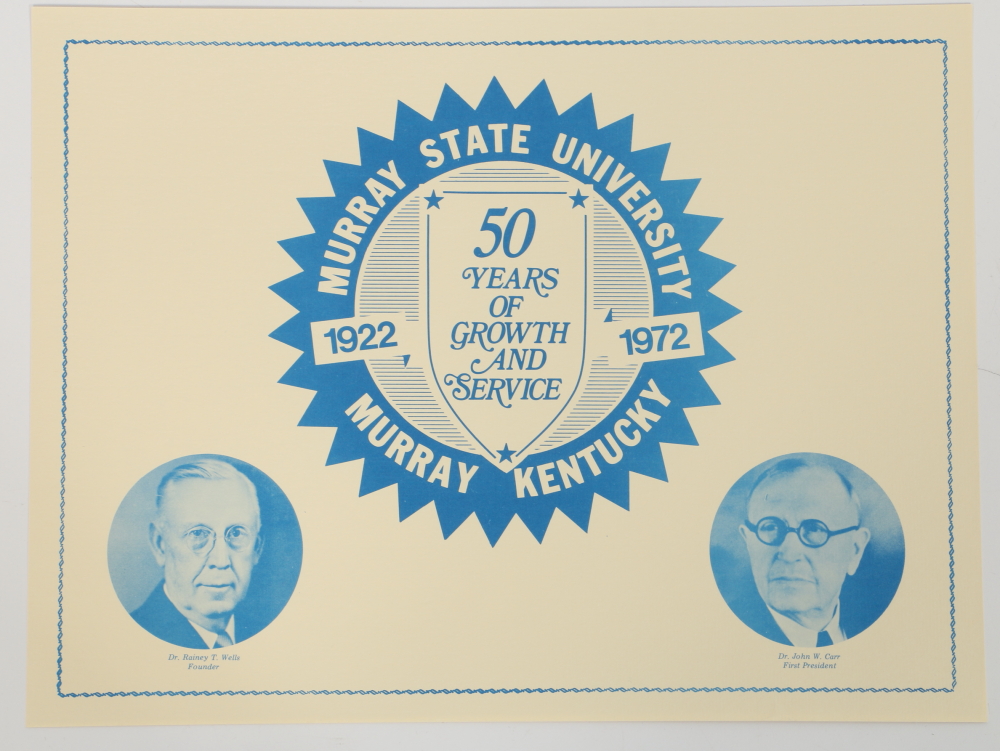 MURRAY STATE UNIVERSITY
50
YEARS
OF
GROWTH
AND
SERVICE
1922
1972
MURRAY KENTUCKY
Dr. Rainey T. Wells
Founder
Dr. John W. Carr
First President